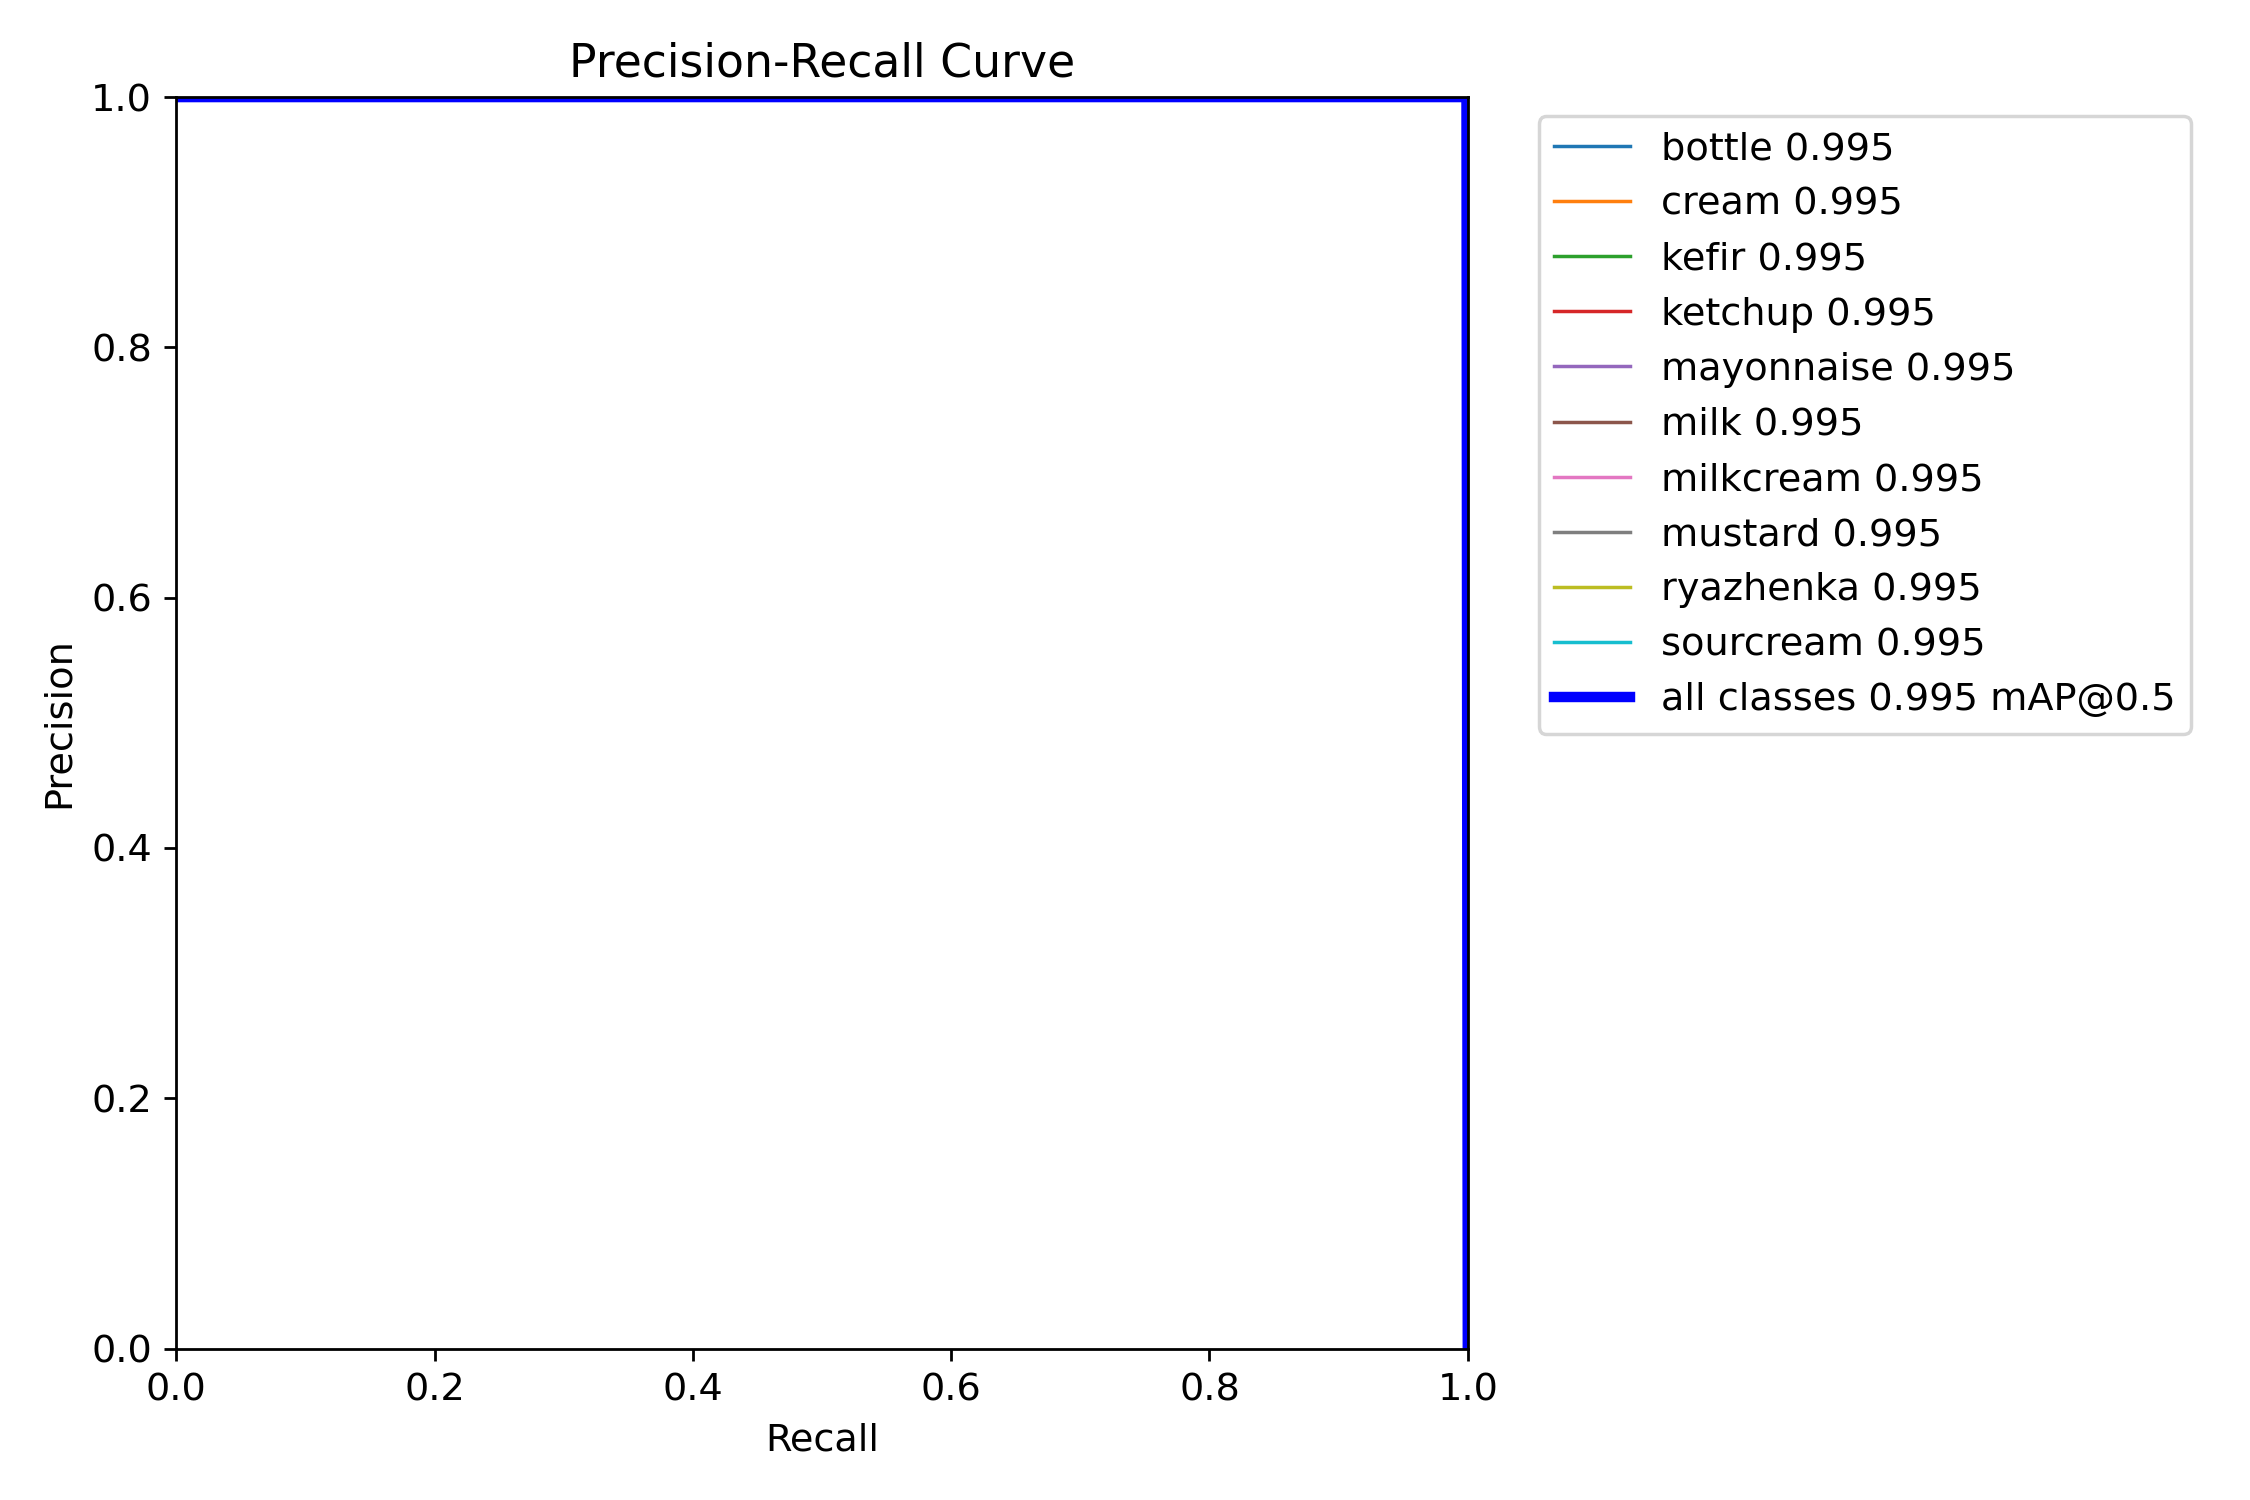 Precision-Recall Curve
1.0
0.8
0.6
0.4
0.2
0.0
Precision
0.0 0.2 0.4 0.6 0.8 1.0
Recall
bottle 0.995
cream 0.995
kefir 0.995
ketchup 0.995
mayonnaise 0.995
milk 0.995
milkcream 0.995
mustard 0.995
ryazhenka 0.995
sourcream 0.995
all classes 0.995 mAP@0.5